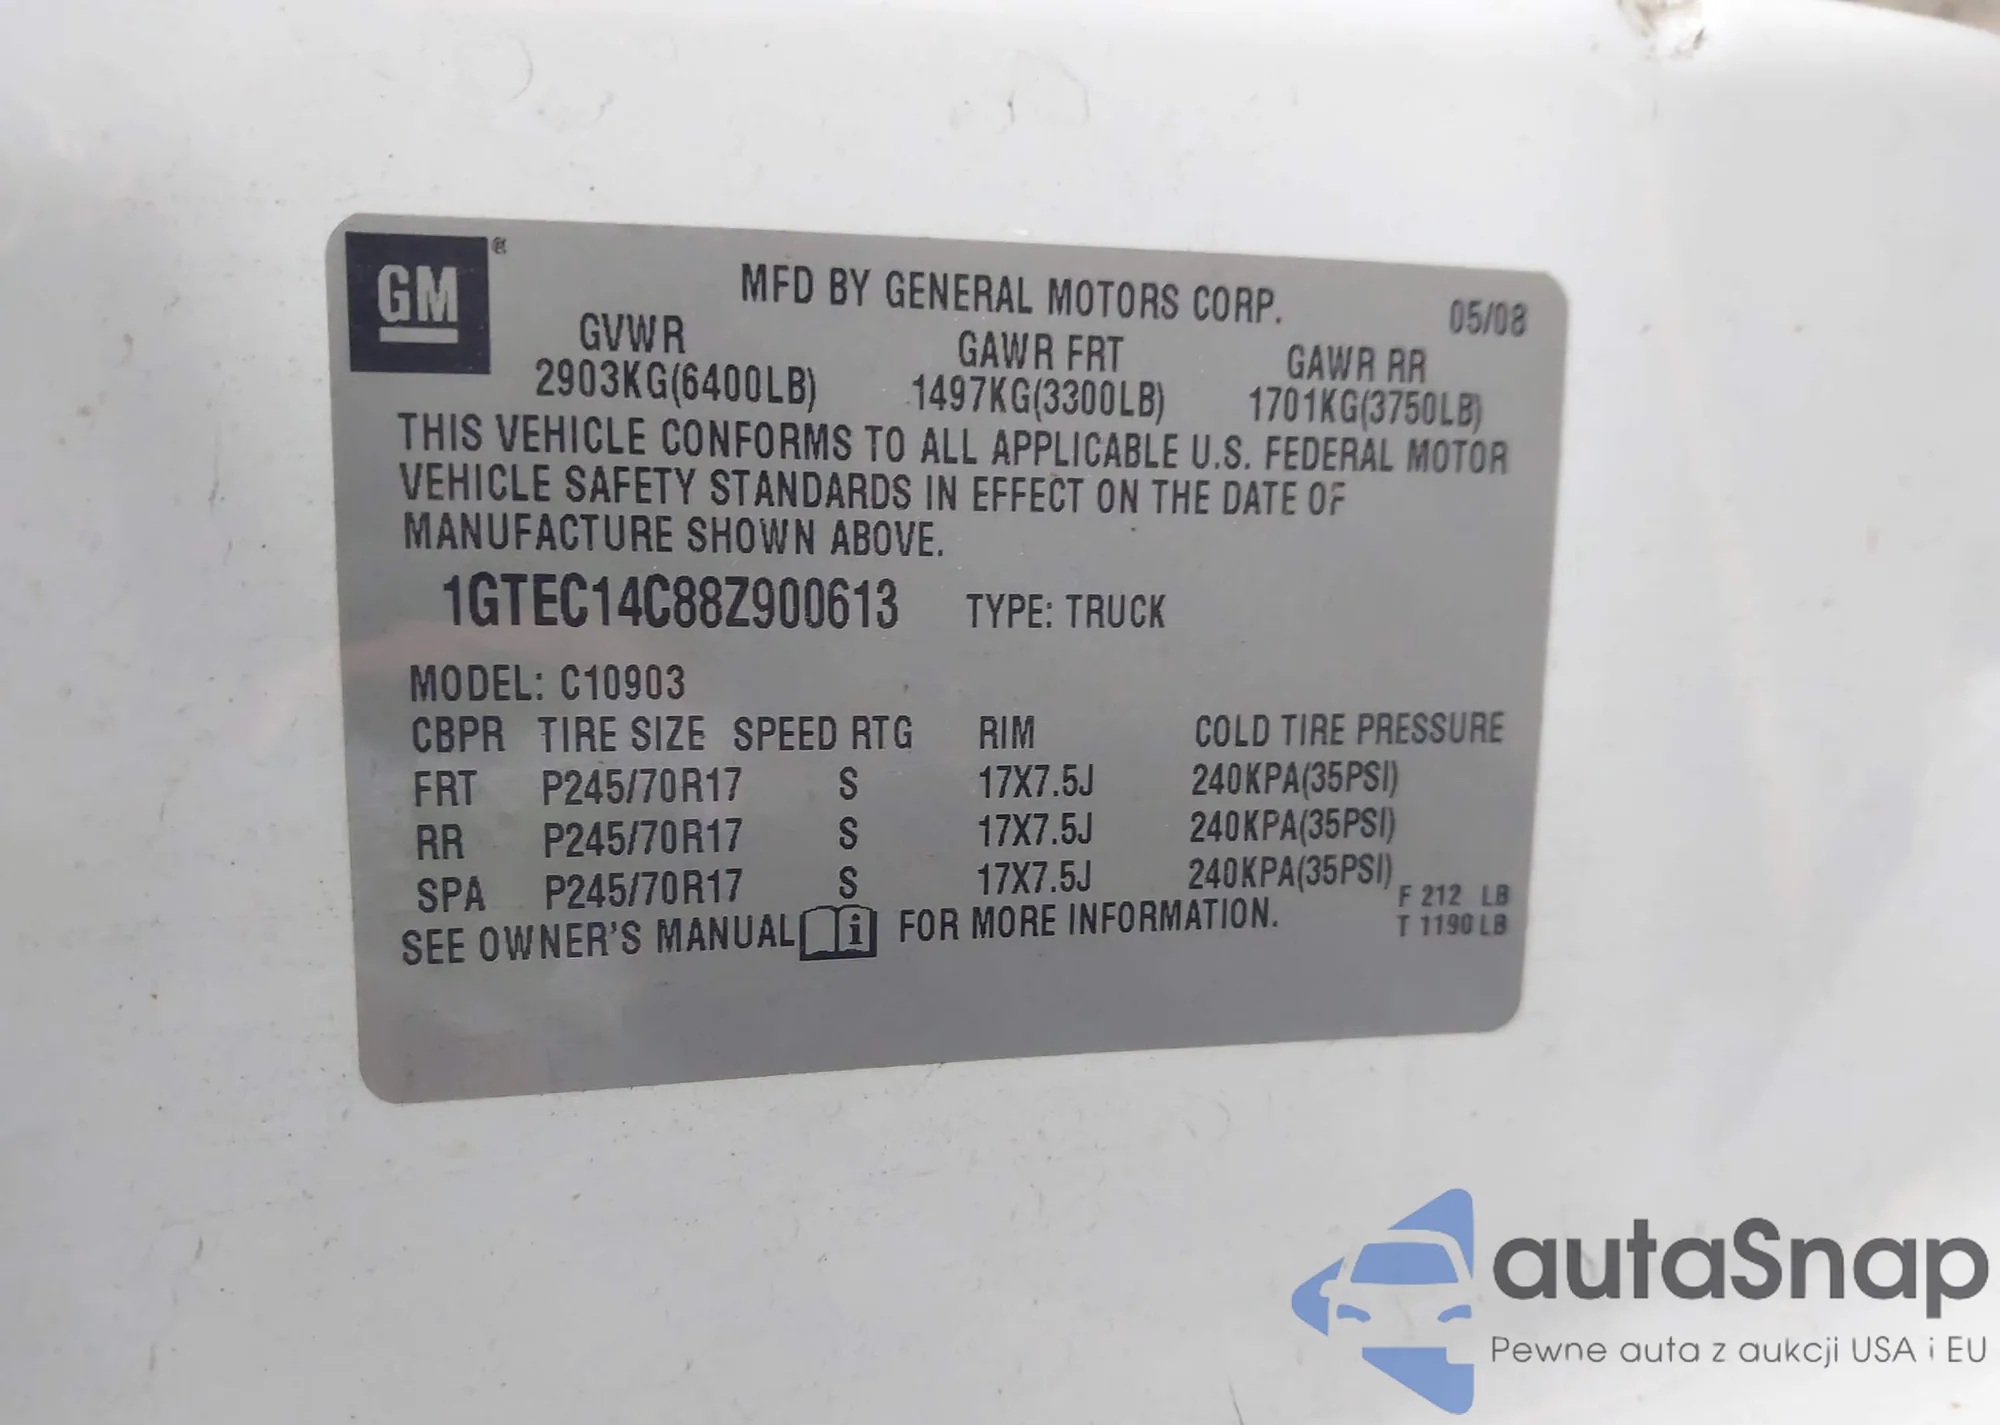 GM ®
MFD BY GENERAL MOTORS CORP. 05/08
GVWR GAWR FRT GAWR RR
2903KG(6400LB) 1497KG(3300LB) 1701KG(3750LB)
THIS VEHICLE CONFORMS TO ALL APPLICABLE U.S. FEDERAL MOTOR
VEHICLE SAFETY STANDARDS IN EFFECT ON THE DATE OF
MANUFACTURE SHOWN ABOVE.
1GTEC14C88Z900613 TYPE: TRUCK
MODEL: C10903
CBPR TIRE SIZE SPEED RTG RIM COLD TIRE PRESSURE
FRT P245/70R17 S 17X7.5J 240KPA(35PSI)
RR P245/70R17 S 17X7.5J 240KPA(35PSI)
SPA P245/70R17 S 17X7.5J 240KPA(35PSI)
F 212 LB
T 1190 LB
SEE OWNER'S MANUAL i FOR MORE INFORMATION.
autaSnap
Pewne auta z aukcji USA i EU